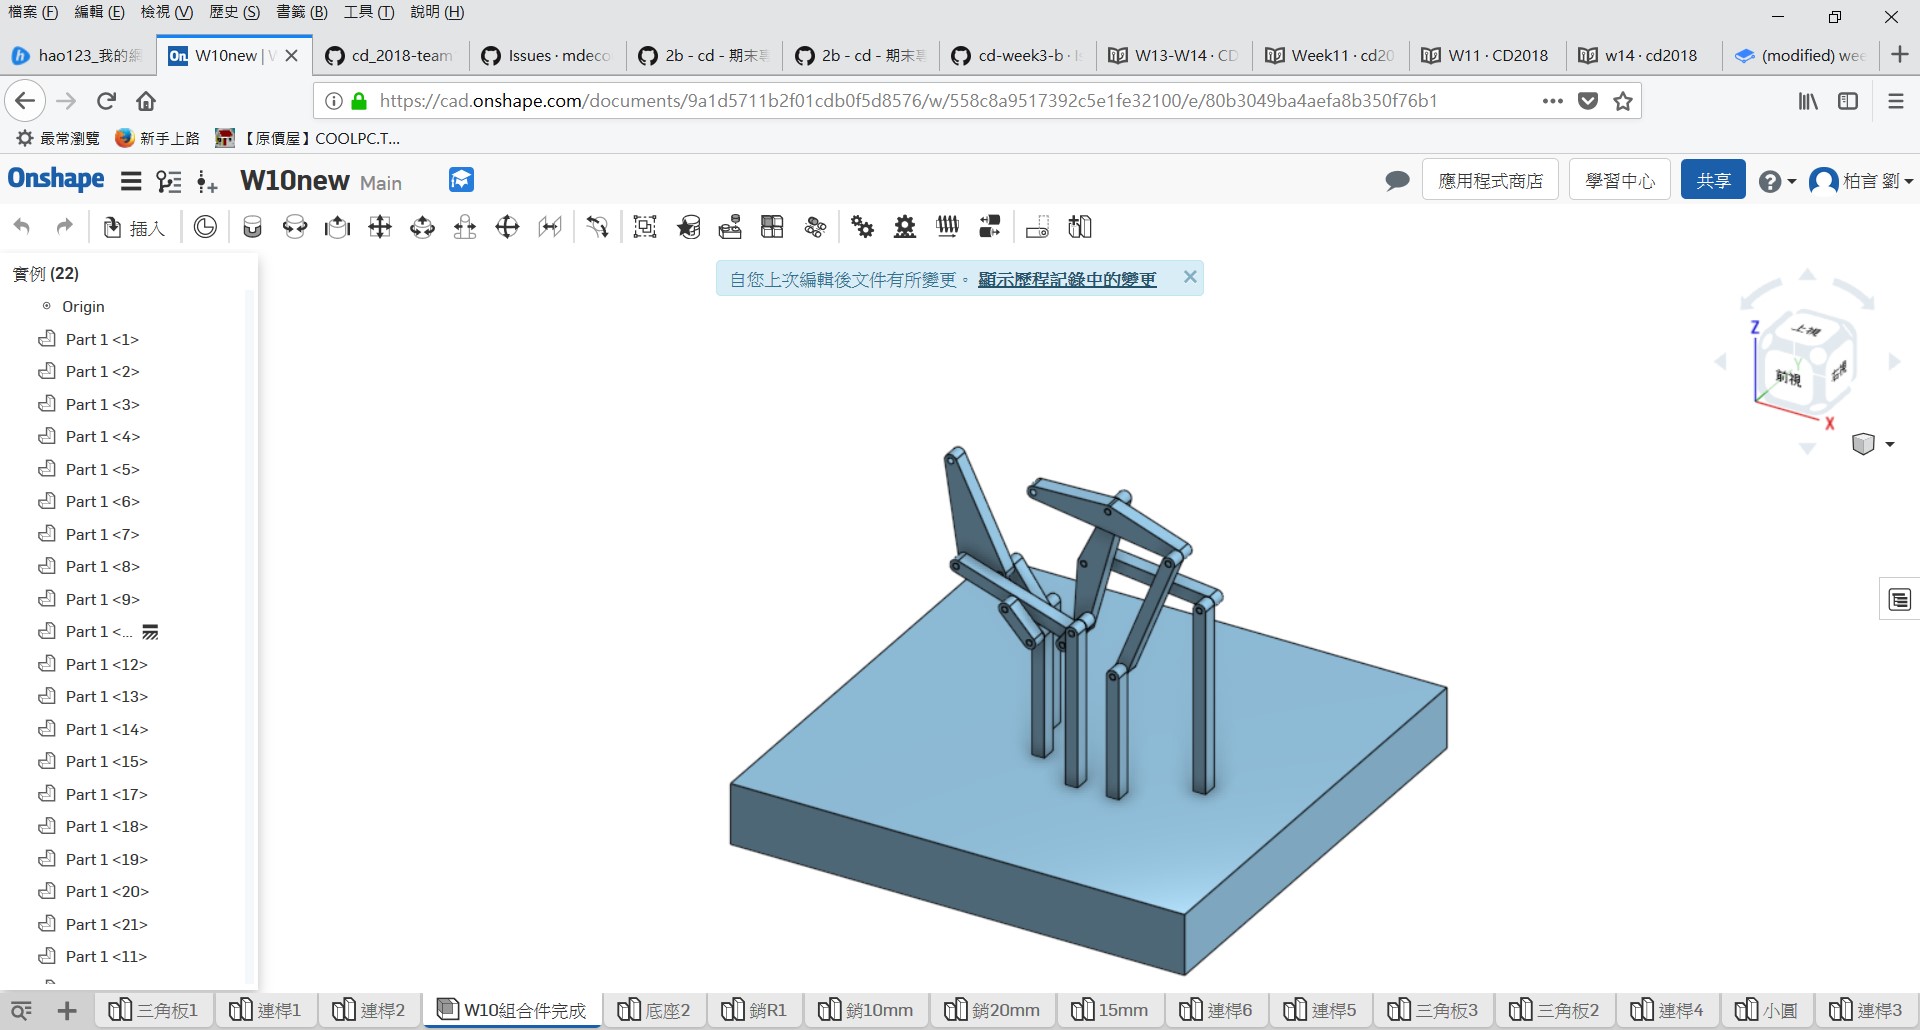 檔案 (F) 編輯 (E) 檢視 (V) 歷史 (S) 書籤 (B) 工具 (T) 說明 (H)
hao123_我的網 W10new | W cd_2018-team Issues · mdeco 2b - cd - 期末專 2b - cd - 期末專 cd-week3-b · W13-W14 · CD Week11 · cd20 W11 · CD2018 w14 · cd2018 (modified) wee
https://cad.onshape.com/documents/9a1d5711b2f01cdb0f5d8576/w/558c8a9517392c5e1fe32100/e/80b3049ba4aefa8b350f76b1
最常瀏覽 新手上路 【原價屋】COOLPC.T...
Onshape W10new Main 應用程式商店 學習中心 共享 柏言 劉
插入
實例 (22)
自您上次編輯後文件有所變更。 顯示歷程記錄中的變更
Origin
Part 1 <1>
Part 1 <2>
Part 1 <3>
Part 1 <4>
Part 1 <5>
Part 1 <6>
Part 1 <7>
Part 1 <8>
Part 1 <9>
Part 1 <...
Part 1 <12>
Part 1 <13>
Part 1 <14>
Part 1 <15>
Part 1 <17>
Part 1 <18>
Part 1 <19>
Part 1 <20>
Part 1 <21>
Part 1 <11>
Z
上視
Y
前視
右視
X
三角板1 連桿1 連桿2 W10組合件完成 底座2 銷R1 銷10mm 銷20mm 15mm 連桿6 連桿5 三角板3 三角板2 連桿4 小圓 連桿3